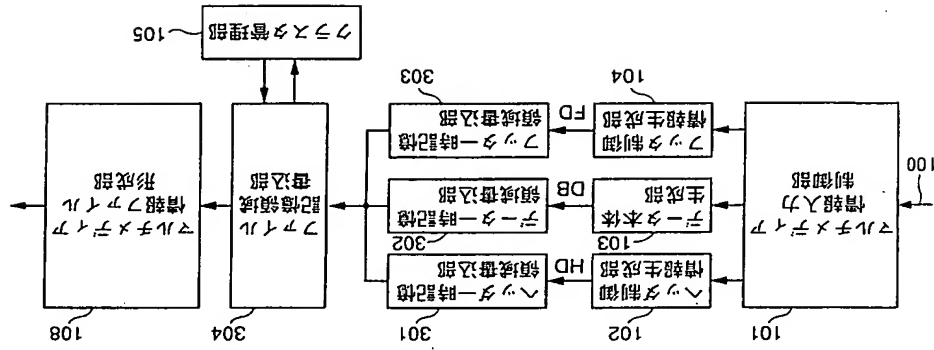 101
102
301
304
108
100
マルチメディア
情報入力
制御部
ヘッダ制御
情報生成部
HD
ヘッダ一時記憶
領域書込部
103
データ本体
生成部
DB
302
データ一時記憶
領域書込部
フッタ制御
情報生成部
104
FD
フッタ一時記憶
領域書込部
303
ファイル
記憶領域
書込部
マルチメディア
情報ファイル
形成部
105
クラスタ管理部